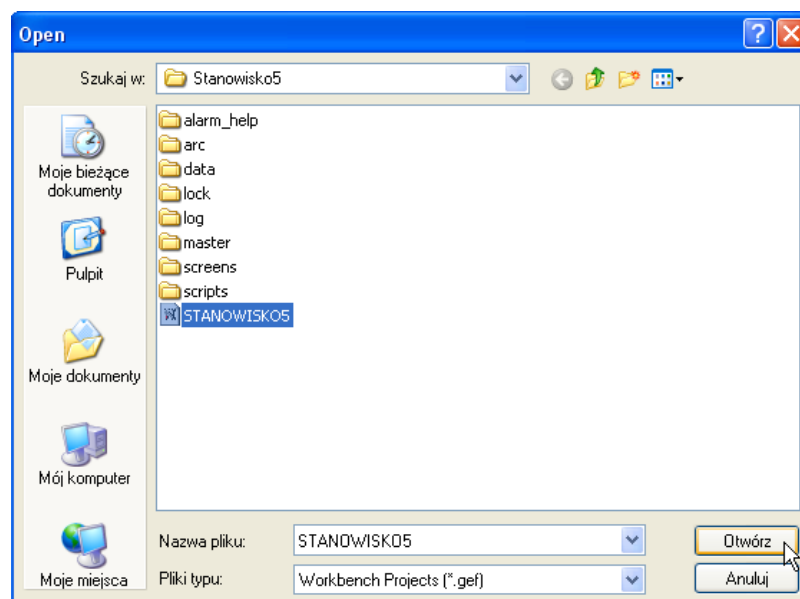 Open
Szukaj w: Stanowisko5
alarm_help
arc
data
lock
log
master
screens
scripts
STANOWISKO5
Moje bieżące
dokumenty
Pulpit
Moje dokumenty
Mój komputer
Moje miejsca
Nazwa pliku: STANOWISKO5 Otwórz
Pliki typu: Workbench Projects (*.gef) Anuluj